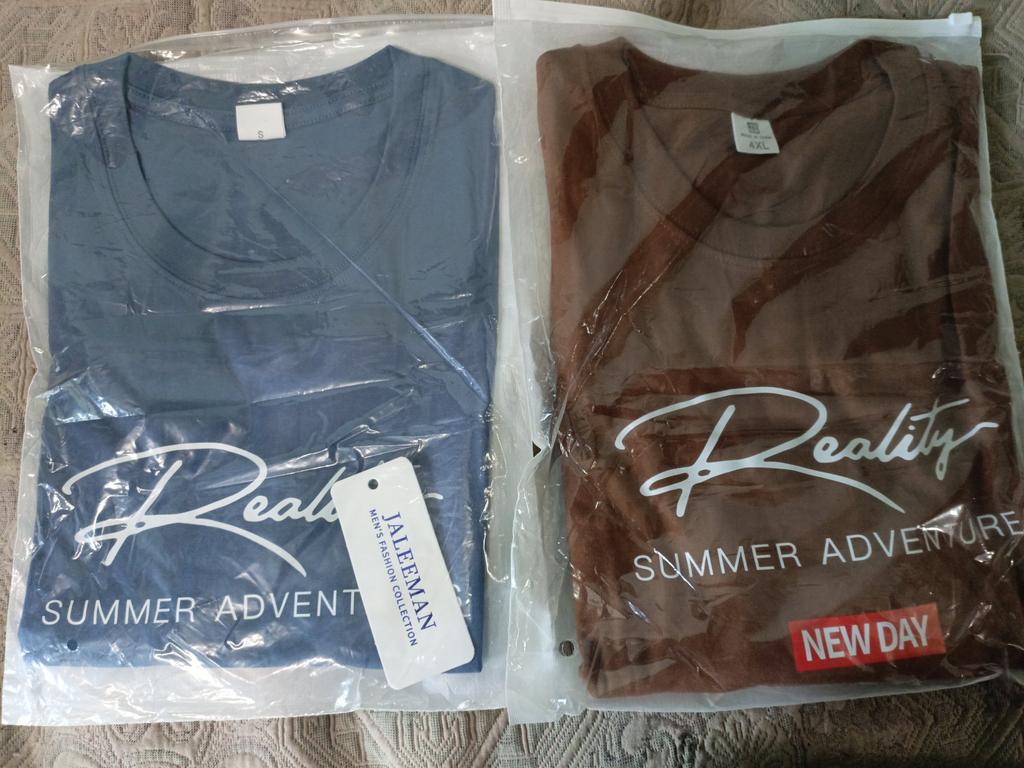 S
Reali
SUMMER ADVENT
JALEEMAN
MEN'S FASHION COLLECTION
4XL
Reality
SUMMER ADVENTURE
NEW DAY